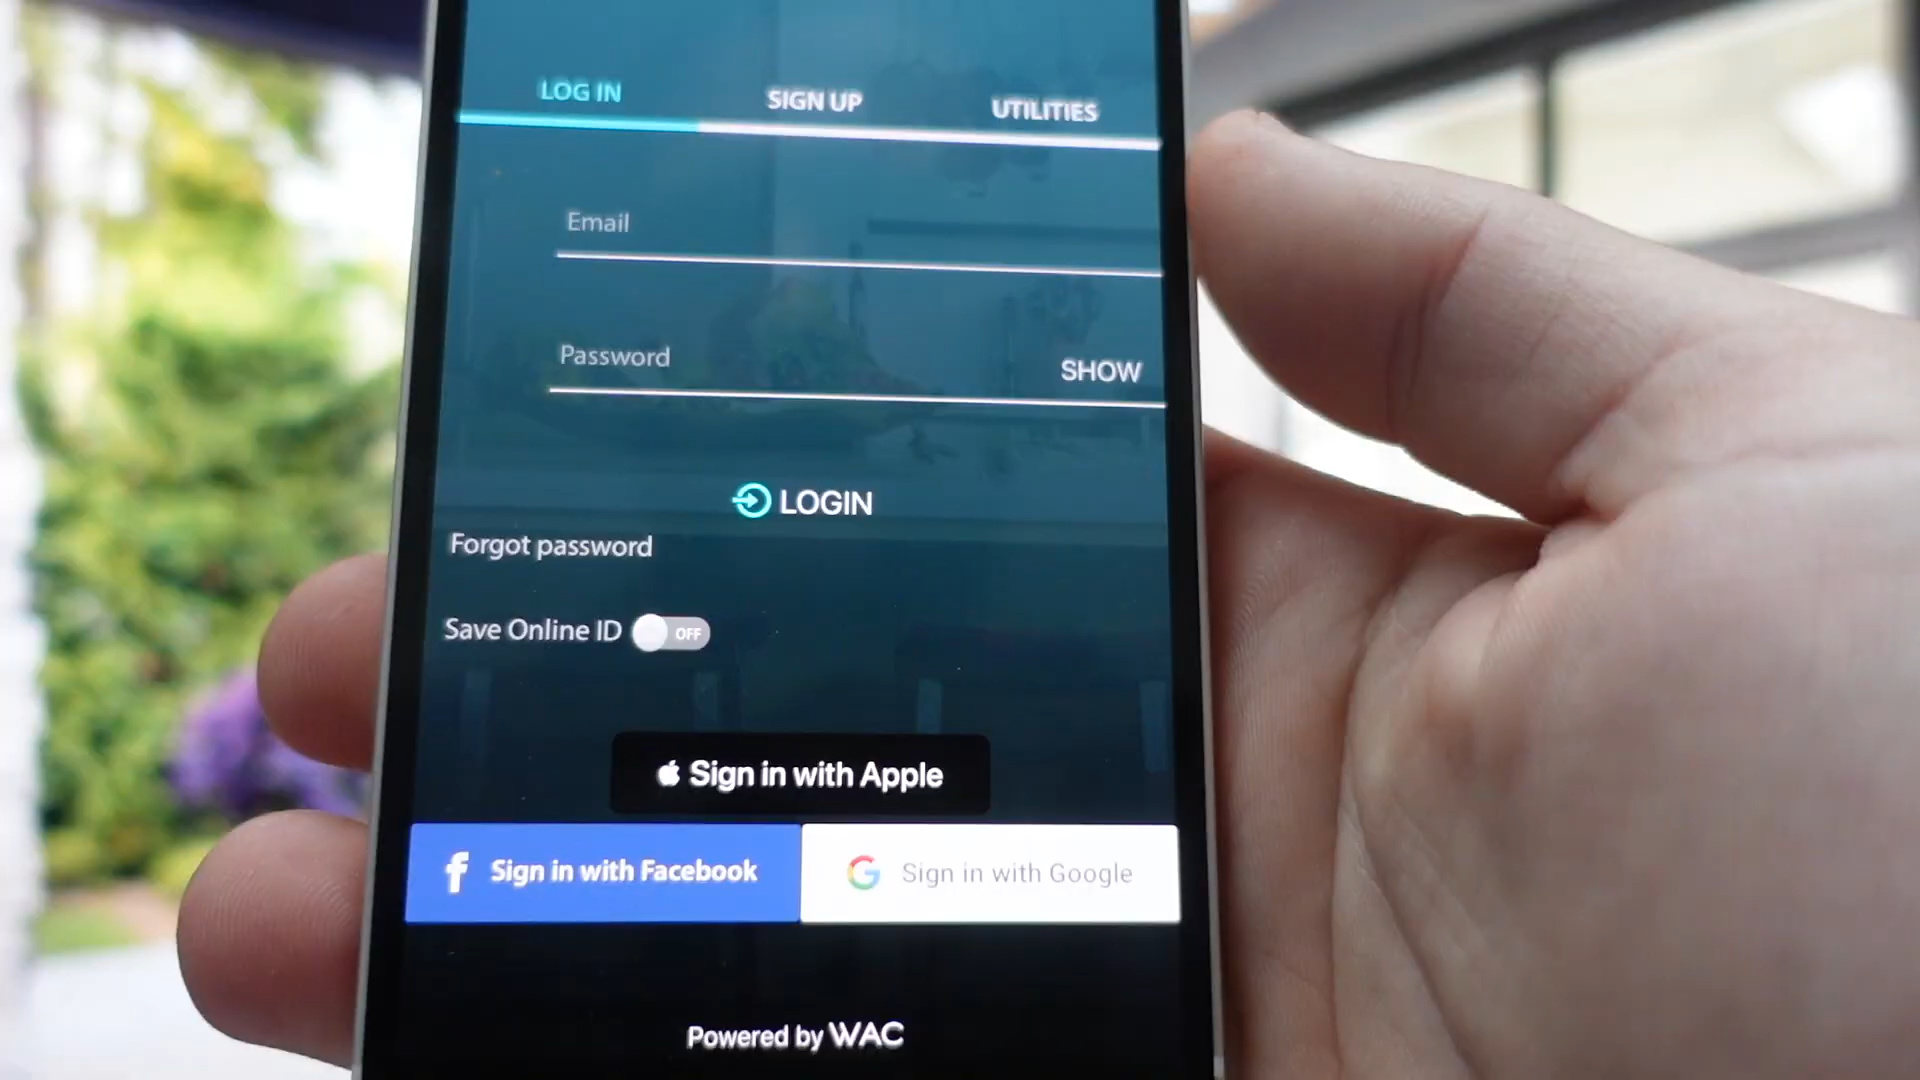 LOG IN SIGN UP UTILITIES
Email
Password SHOW
LOGIN
Forgot password
Save Online ID OFF
Sign in with Apple
f Sign in with Facebook G Sign in with Google
Powered by WAC